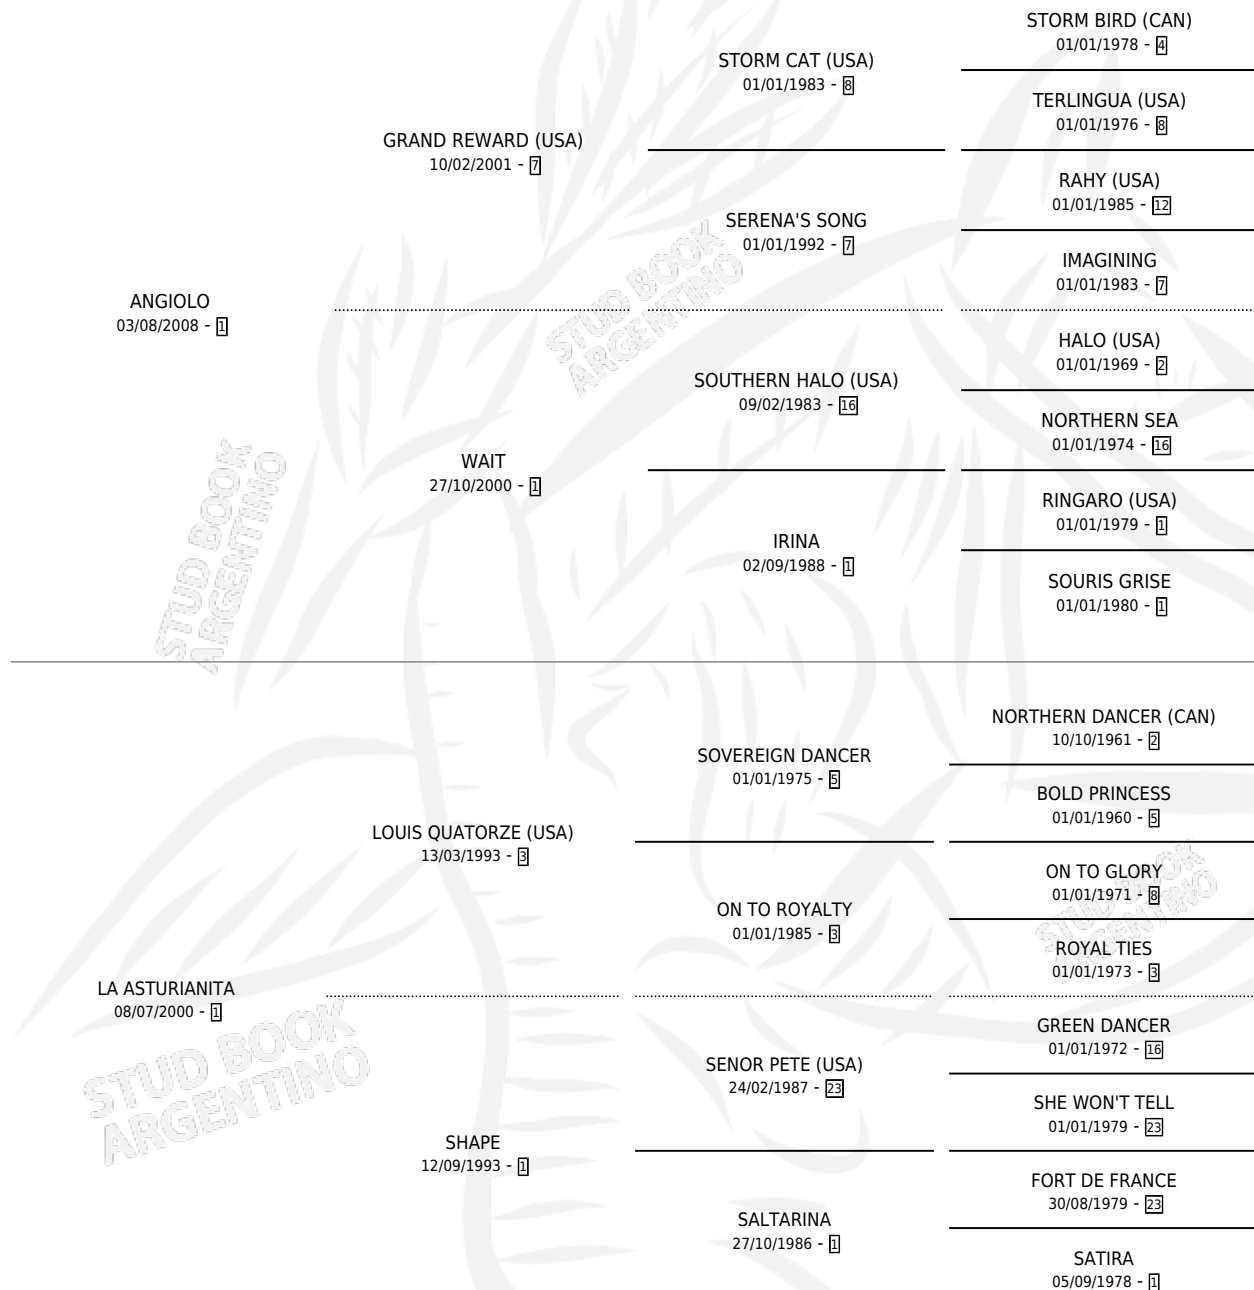 STORM BIRD (CAN)
01/01/1978 - 4
STORM CAT (USA)
01/01/1983 - 8
TERLINGUA (USA)
01/01/1976 - 8
GRAND REWARD (USA)
10/02/2001 - 7
RAHY (USA)
01/01/1985 - 12
SERENA'S SONG
01/01/1992 - 7
IMAGINING
01/01/1983 - 7
ANGIOLO
03/08/2008 - 1
HALO (USA)
01/01/1969 - 2
SOUTHERN HALO (USA)
09/02/1983 - 16
NORTHERN SEA
01/01/1974 - 16
WAIT
27/10/2000 - 1
RINGARO (USA)
01/01/1979 - 1
IRINA
02/09/1988 - 1
SOURIS GRISE
01/01/1980 - 1
STUD BOOK
ARGENTINO
STUD BOOK
ARGENTINO
NORTHERN DANCER (CAN)
10/10/1961 - 2
SOVEREIGN DANCER
01/01/1975 - 5
BOLD PRINCESS
01/01/1960 - 5
LOUIS QUATORZE (USA)
13/03/1993 - 3
ON TO GLORY
01/01/1971 - 8
ON TO ROYALTY
01/01/1985 - 3
ROYAL TIES
01/01/1973 - 3
LA ASTURIANITA
08/07/2000 - 1
GREEN DANCER
01/01/1972 - 16
SENOR PETE (USA)
24/02/1987 - 23
SHE WON'T TELL
01/01/1979 - 23
SHAPE
12/09/1993 - 1
FORT DE FRANCE
30/08/1979 - 23
SALTARINA
27/10/1986 - 1
SATIRA
05/09/1978 - 1
STUD BOOK
ARGENTINO
STUD BOOK
ARGENTINO